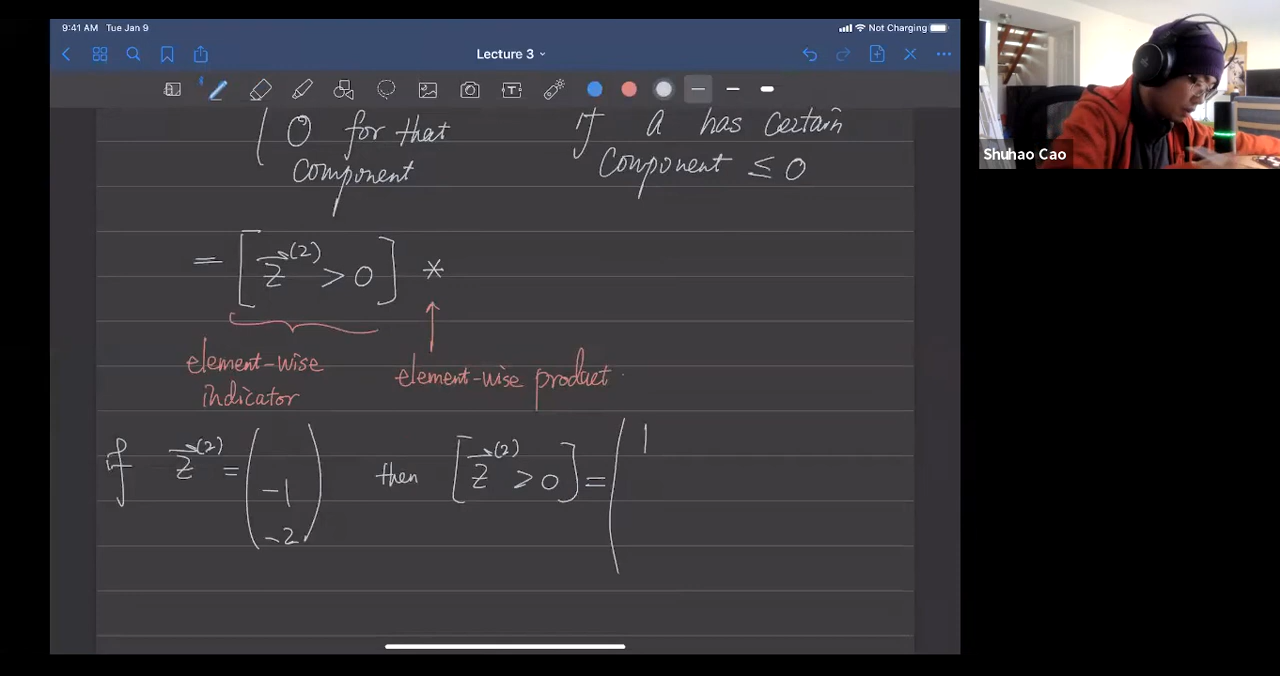 9:41 AM Tue Jan 9
Not Charging
Lecture 3
0 for that component
if a has certain component ≤ 0
= [z⃗⁽²⁾ > 0] *
element-wise indicator
element-wise product
if z⃗⁽²⁾ = ( -1 -2 ) then [z⃗⁽²⁾ > 0] = ( 1
Shuhao Cao